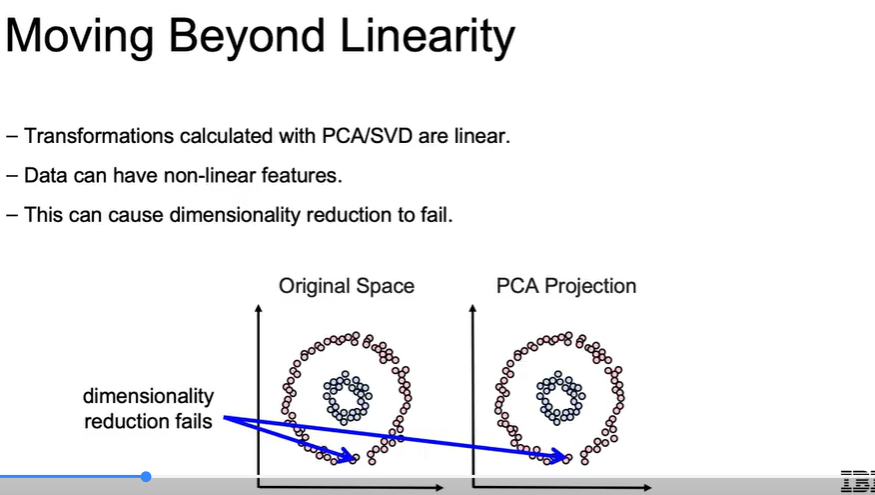 Moving Beyond Linearity
– Transformations calculated with PCA/SVD are linear.
– Data can have non-linear features.
– This can cause dimensionality reduction to fail.
Original Space
PCA Projection
dimensionality
reduction fails